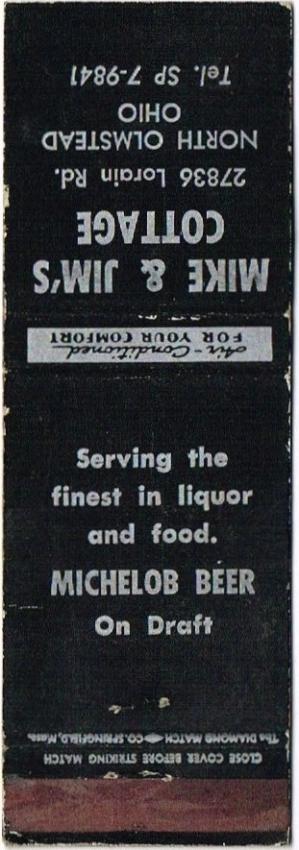 MIKE & JIM'S
COTTAGE
27836 Lorain Rd.
NORTH OLMSTEAD
OHIO
Tel. SP 7-9841
Air-Conditioned
FOR YOUR COMFORT
Serving the
finest in liquor
and food.
MICHELOB BEER
On Draft
CLOSE COVER BEFORE STRIKING MATCH
The DIAMOND MATCH CO. SPRINGFIELD, Mass.